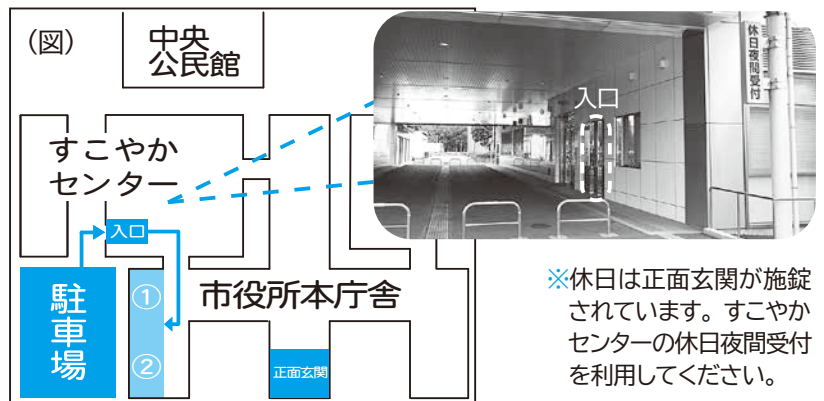 (図)
中央
公民館
すこやか
センター
入口
駐車場
①
②
市役所本庁舎
正面玄関
入口
休日夜間受付
※休日は正面玄関が施錠
されています。すこやか
センターの休日夜間受付
を利用してください。